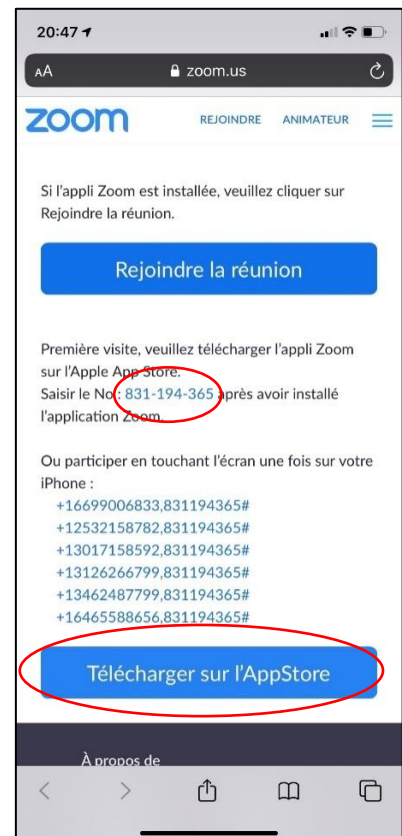 20:47
AA zoom.us
zoom REJOINDRE ANIMATEUR
Si l'appli Zoom est installée, veuillez cliquer sur
Rejoindre la réunion.
Rejoindre la réunion
Première visite, veuillez télécharger l'appli Zoom
sur l'Apple App Store.
Saisir le No : 831-194-365 après avoir installé
l'application Zoom.
Ou participer en touchant l'écran une fois sur votre
iPhone :
+16699006833,831194365#
+12532158782,831194365#
+13017158592,831194365#
+13126266799,831194365#
+13462487799,831194365#
+16465588656,831194365#
Télécharger sur l'AppStore
À propos de